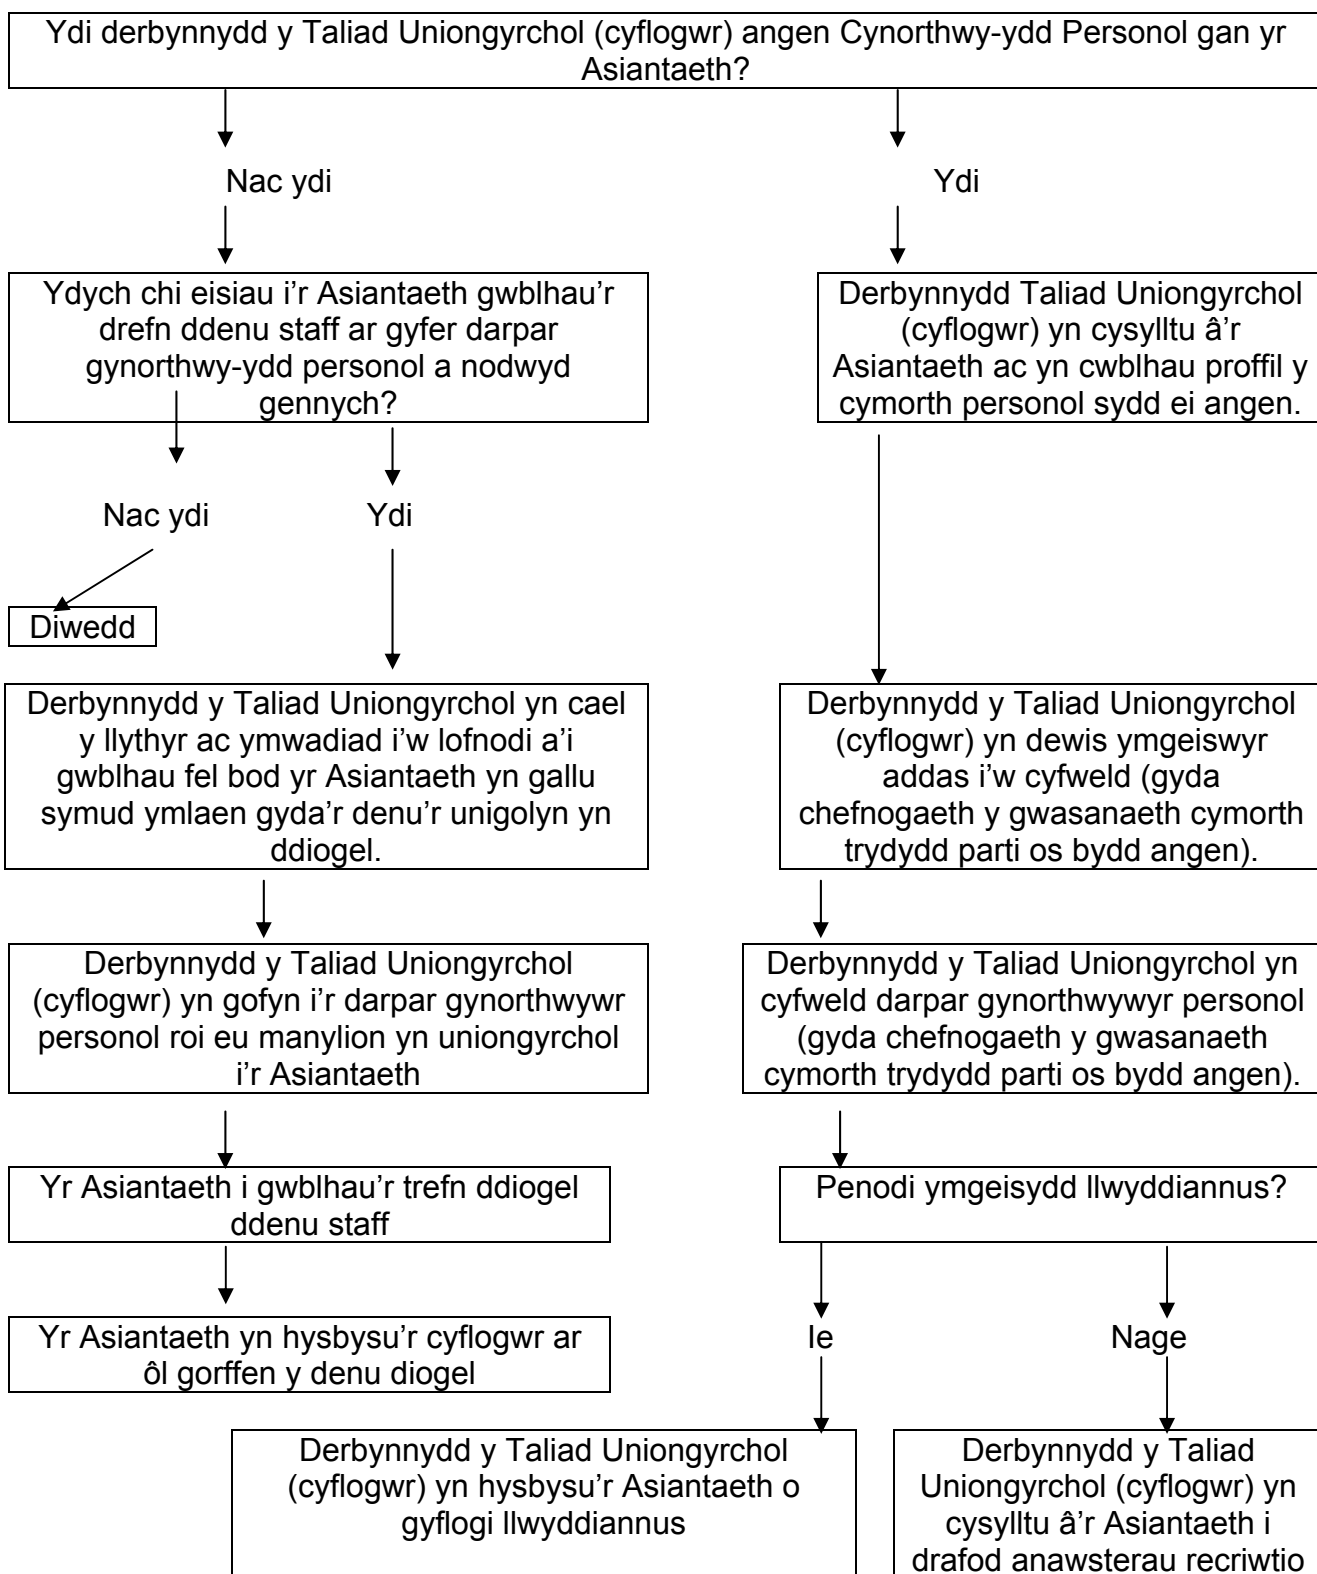 Ydi derbynnydd y Taliad Uniongyrchol (cyflogwr) angen Cynorthwy-ydd Personol gan yr
Asiantaeth?
Nac ydi
Ydi
Ydych chi eisiau i'r Asiantaeth gwblhau'r
drefn ddenu staff ar gyfer darpar
gynorthwy-ydd personol a nodwyd
gennych?
Derbynnydd Taliad Uniongyrchol
(cyflogwr) yn cysylltu â'r
Asiantaeth ac yn cwblhau proffil y
cymorth personol sydd ei angen.
Nac ydi
Ydi
Diwedd
Derbynnydd y Taliad Uniongyrchol yn cael
y llythyr ac ymwadiad i'w lofnodi a'i
gwblhau fel bod yr Asiantaeth yn gallu
symud ymlaen gyda'r denu'r unigolyn yn
ddiogel.
Derbynnydd y Taliad Uniongyrchol
(cyflogwr) yn dewis ymgeiswyr
addas i'w cyfweld (gyda
chefnogaeth y gwasanaeth cymorth
trydydd parti os bydd angen).
Derbynnydd y Taliad Uniongyrchol
(cyflogwr) yn gofyn i'r darpar gynorthwywr
personol roi eu manylion yn uniongyrchol
i'r Asiantaeth
Derbynnydd y Taliad Uniongyrchol yn
cyfweld darpar gynorthwywyr personol
(gyda chefnogaeth y gwasanaeth
cymorth trydydd parti os bydd angen).
Yr Asiantaeth i gwblhau'r trefn ddiogel
ddenu staff
Penodi ymgeisydd llwyddiannus?
Yr Asiantaeth yn hysbysu'r cyflogwr ar
ôl gorffen y denu diogel
Ie
Nage
Derbynnydd y Taliad Uniongyrchol
(cyflogwr) yn hysbysu'r Asiantaeth o
gyflogi llwyddiannus
Derbynnydd y Taliad
Uniongyrchol (cyflogwr) yn
cysylltu â'r Asiantaeth i
drafod anawsterau recriwtio